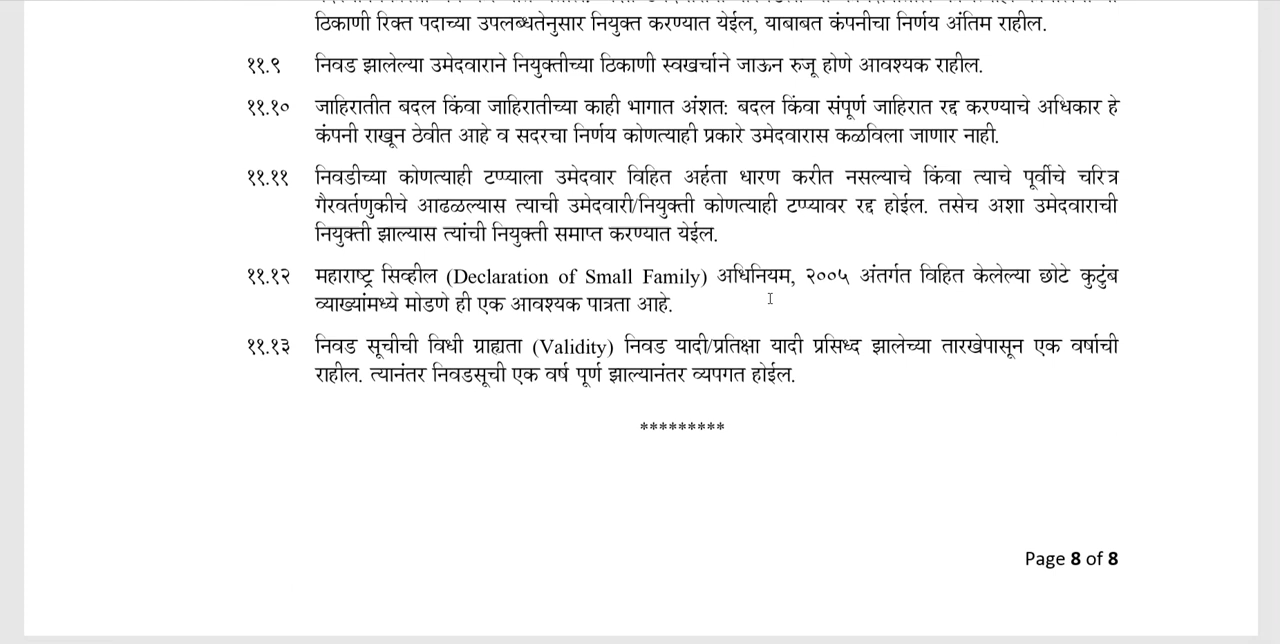 ठिकाणी रिक्त पदाच्या उपलब्धतेनुसार नियुक्त करण्यात येईल, याबाबत कंपनीचा निर्णय अंतिम राहील.
११.९ निवड झालेल्या उमेदवाराने नियुक्तीच्या ठिकाणी स्वखर्चाने जाऊन रुजू होणे आवश्यक राहील.
११.१० जाहिरातीत बदल किंवा जाहिरातीच्या काही भागात अंशत: बदल किंवा संपूर्ण जाहिरात रद्द करण्याचे अधिकार हे
कंपनी राखून ठेवीत आहे व सदरचा निर्णय कोणत्याही प्रकारे उमेदवारास कळविला जाणार नाही.
११.११ निवडीच्या कोणत्याही टप्प्याला उमेदवार विहित अर्हता धारण करीत नसल्याचे किंवा त्याचे पूर्वीचे चरित्र
गैरवर्तणुकीचे आढळल्यास त्याची उमेदवारी/नियुक्ती कोणत्याही टप्प्यावर रद्द होईल. तसेच अशा उमेदवाराची
नियुक्ती झाल्यास त्यांची नियुक्ती समाप्त करण्यात येईल.
११.१२ महाराष्ट्र सिव्हील (Declaration of Small Family) अधिनियम, २००५ अंतर्गत विहित केलेल्या छोटे कुटुंब
व्याख्यांमध्ये मोडणे ही एक आवश्यक पात्रता आहे.
११.१३ निवड सूचीची विधी ग्राह्यता (Validity) निवड यादी/प्रतिक्षा यादी प्रसिध्द झालेच्या तारखेपासून एक वर्षाची
राहील. त्यानंतर निवडसूची एक वर्ष पूर्ण झाल्यानंतर व्यपगत होईल.
*********
Page 8 of 8